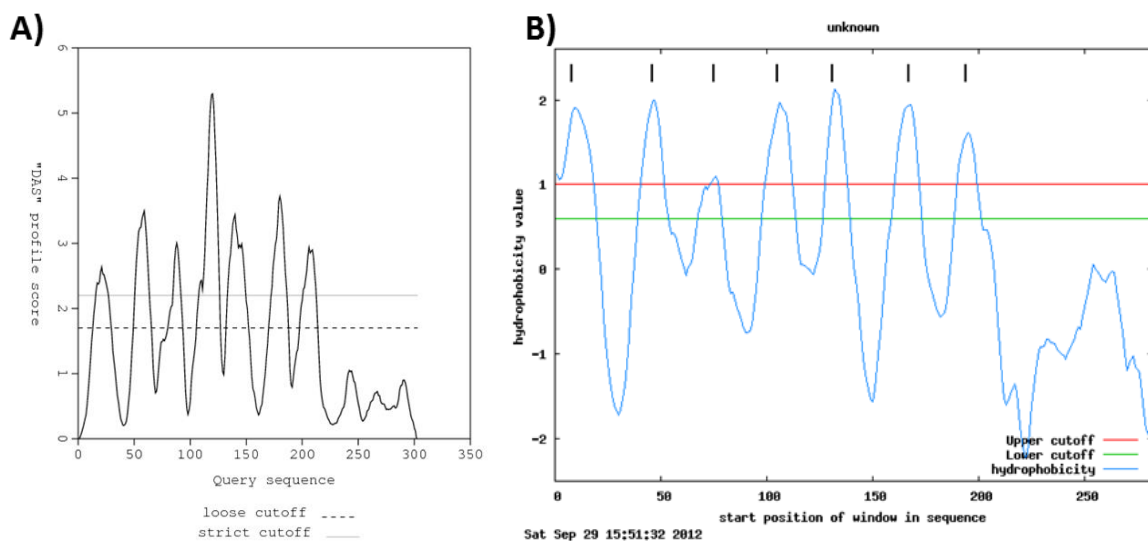 A)
6
5
4
3
2
1
0
"DAS" profile score
0 50 100 150 200 250 300 350
Query sequence
loose cutoff
strict cutoff
B)
unknown
2
1
0
-1
-2
hydrophobicity value
Upper cutoff
Lower cutoff
hydrophobicity
0 50 100 150 200 250
start position of window in sequence
Sat Sep 29 15:51:32 2012